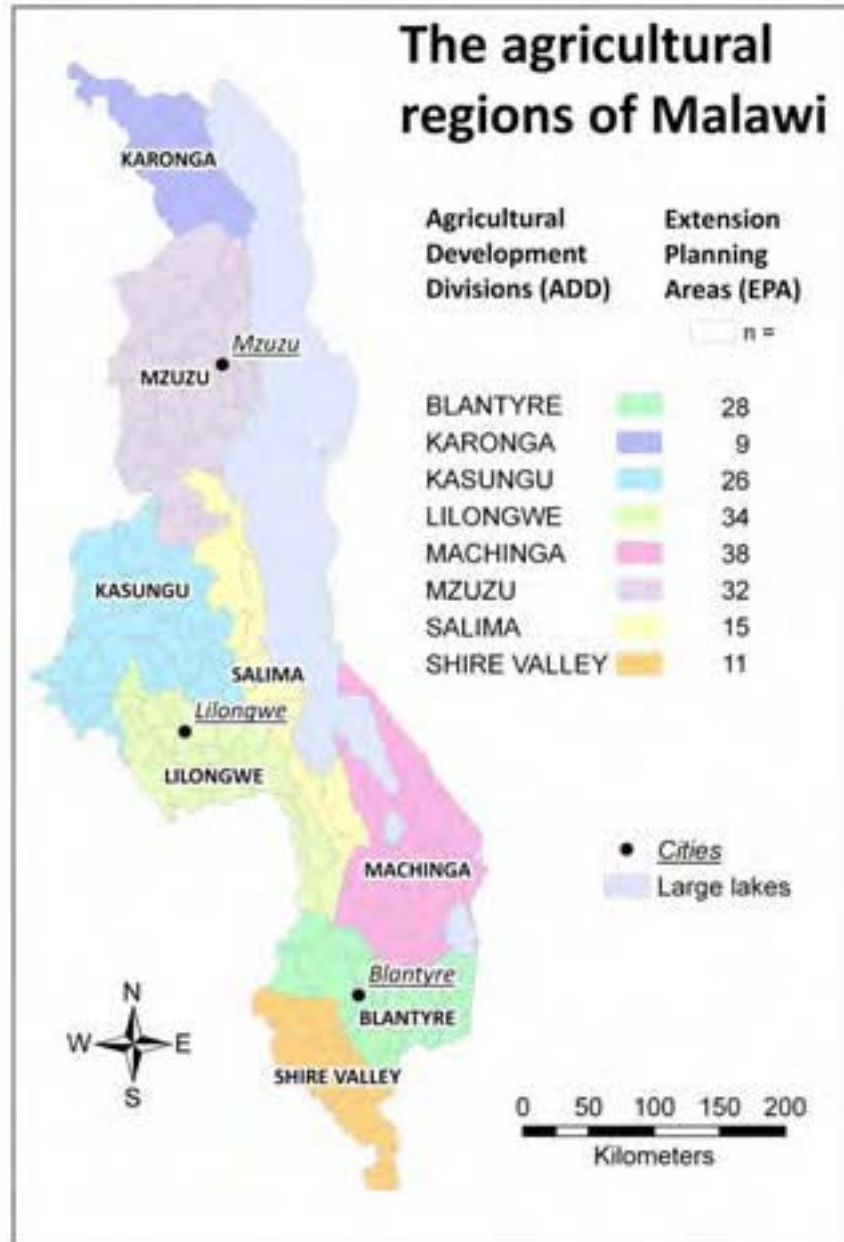 The agricultural
regions of Malawi
Agricultural
Development
Divisions (ADD)
Extension
Planning
Areas (EPA)
n =
BLANTYRE 28
KARONGA 9
KASUNGU 26
LILONGWE 34
MACHINGA 38
MZUZU 32
SALIMA 15
SHIRE VALLEY 11
Cities
Large lakes
KARONGA
Mzuzu
MZUZU
KASUNGU
SALIMA
Lilongwe
LILONGWE
MACHINGA
Blantyre
BLANTYRE
SHIRE VALLEY
N
W E
S
0 50 100 150 200
Kilometers